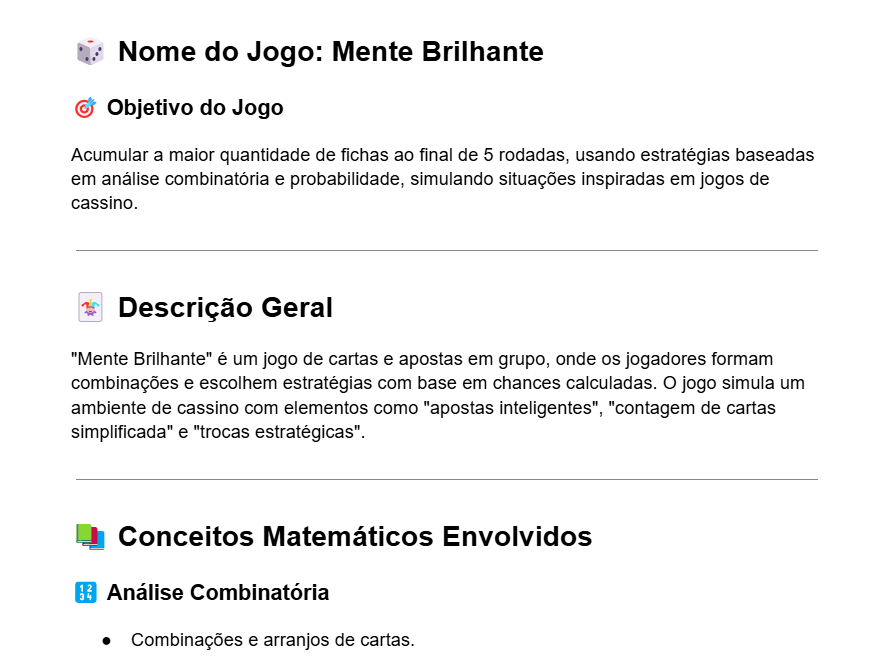 Nome do Jogo: Mente Brilhante
Objetivo do Jogo
Acumular a maior quantidade de fichas ao final de 5 rodadas, usando estratégias baseadas
em análise combinatória e probabilidade, simulando situações inspiradas em jogos de
cassino.
Descrição Geral
"Mente Brilhante" é um jogo de cartas e apostas em grupo, onde os jogadores formam
combinações e escolhem estratégias com base em chances calculadas. O jogo simula um
ambiente de cassino com elementos como "apostas inteligentes", "contagem de cartas
simplificada" e "trocas estratégicas".
Conceitos Matemáticos Envolvidos
Análise Combinatória
● Combinações e arranjos de cartas.